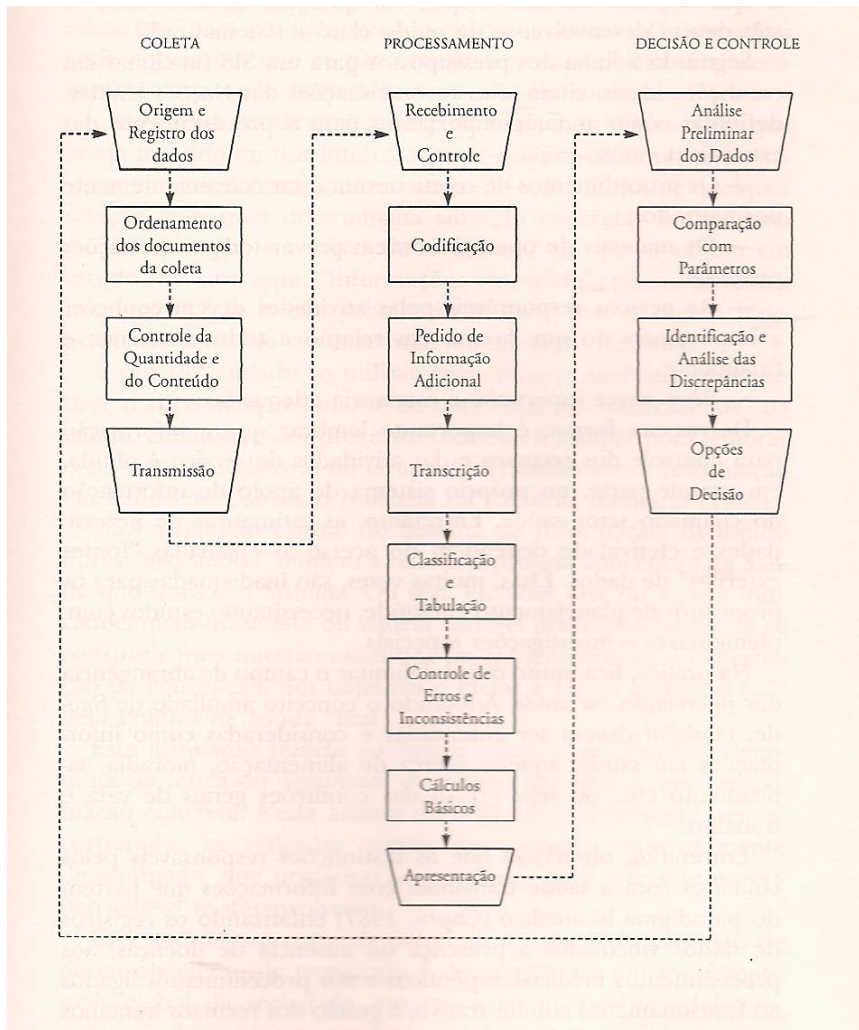 COLETA
PROCESSAMENTO
DECISÃO E CONTROLE
Origem e
Registro dos
dados
Ordenamento
dos documentos
da coleta
Controle da
Quantidade e
do Conteúdo
Transmissão
Recebimento
e
Controle
Codificação
Pedido de
Informação
Adicional
Transcrição
Classificação
e
Tabulação
Controle de
Erros e
Inconsistências
Cálculos
Básicos
Apresentação
Análise
Preliminar
dos Dados
Comparação
com
Parâmetros
Identificação e
Análise das
Discrepâncias
Opções
de
Decisão